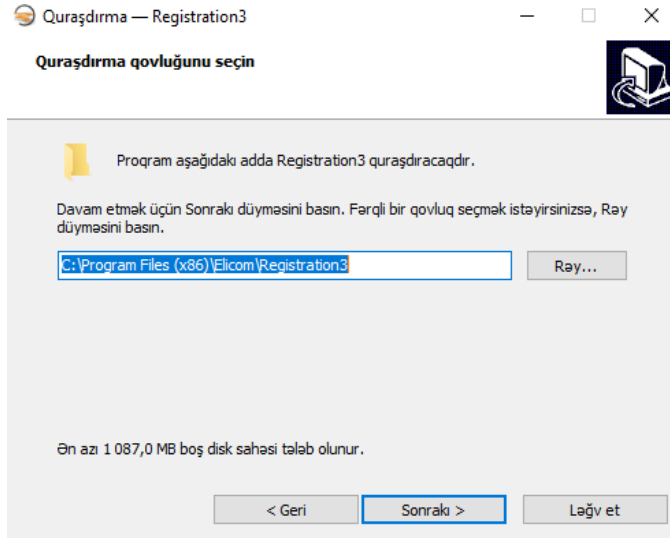 Quraşdırma — Registration3
Quraşdırma qovluğunu seçin
Proqram aşağıdakı adda Registration3 quraşdıracaqdır.
Davam etmək üçün Sonrakı düyməsini basın. Fərqli bir qovluq seçmək istəyirsinizsə, Rəy
düyməsini basın.
C:\Program Files (x86)\Elicom\Registration3
Rəy...
Ən azı 1 087,0 MB boş disk sahəsi tələb olunur.
< Geri
Sonrakı >
Ləğv et